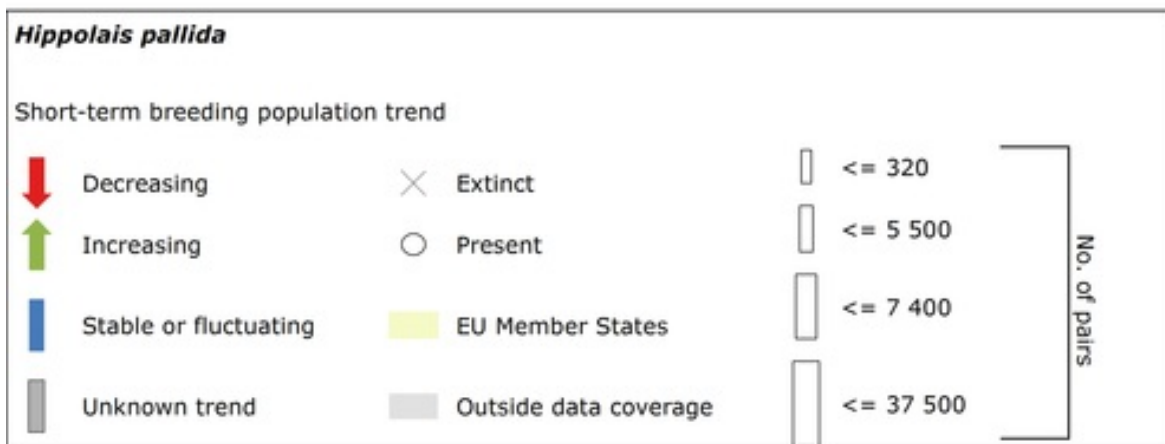 Hippolais pallida
Short-term breeding population trend
Decreasing
Extinct
<= 320
Increasing
Present
<= 5 500
Stable or fluctuating
EU Member States
<= 7 400
Unknown trend
Outside data coverage
<= 37 500
No. of pairs